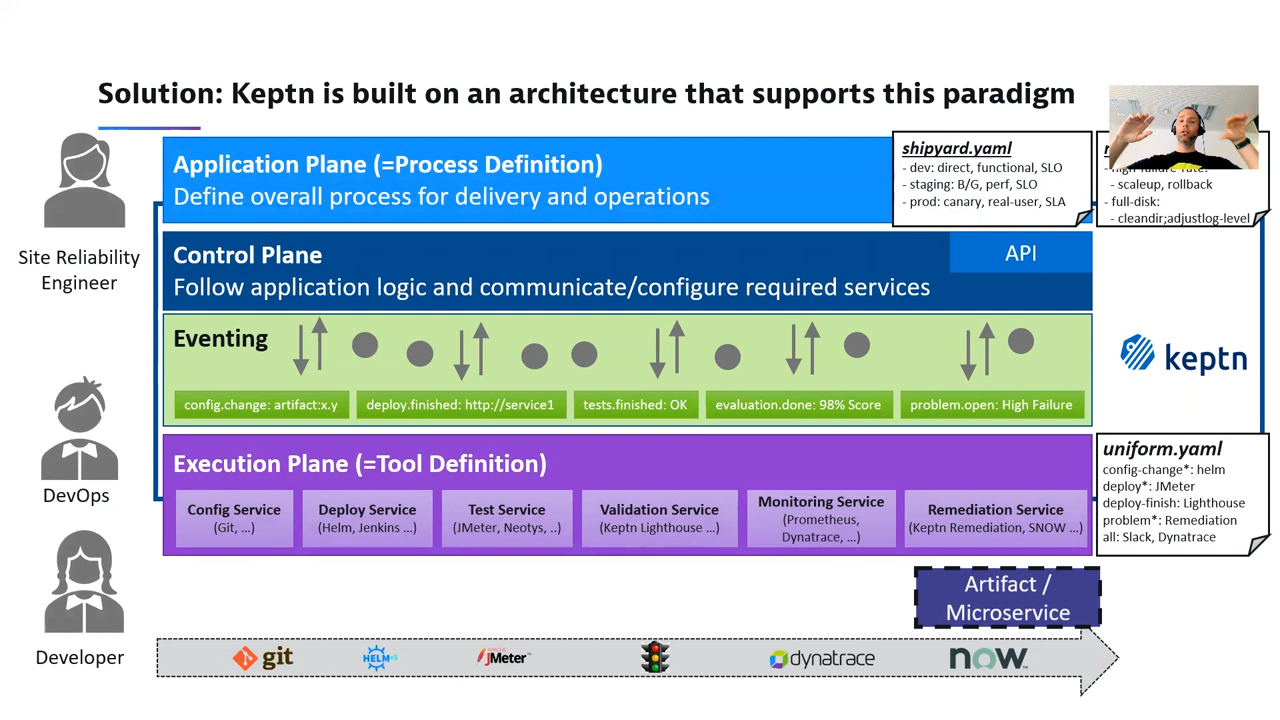 Solution: Keptn is built on an architecture that supports this paradigm
Application Plane (=Process Definition)
Define overall process for delivery and operations
shipyard.yaml
- dev: direct, functional, SLO
- staging: B/G, perf, SLO
- prod: canary, real-user, SLA
- scaleup, rollback
- full-disk:
- cleandir;adjustlog-level
Site Reliability
Engineer
Control Plane
API
Follow application logic and communicate/configure required services
Eventing
config.change: artifact:x.y
deploy.finished: http://service1
tests.finished: OK
evaluation.done: 98% Score
problem.open: High Failure
keptn
DevOps
Execution Plane (=Tool Definition)
Config Service
(Git, ...)
Deploy Service
(Helm, Jenkins ...)
Test Service
(JMeter, Neotys, ..)
Validation Service
(Keptn Lighthouse ...)
Monitoring Service
(Prometheus,
Dynatrace, ...)
Remediation Service
(Keptn Remediation, SNOW ...)
uniform.yaml
config-change*: helm
deploy*: JMeter
deploy-finish: Lighthouse
problem*: Remediation
all: Slack, Dynatrace
Artifact /
Microservice
Developer
git
HELM v3
APACHE
JMeter™
dynatrace
now